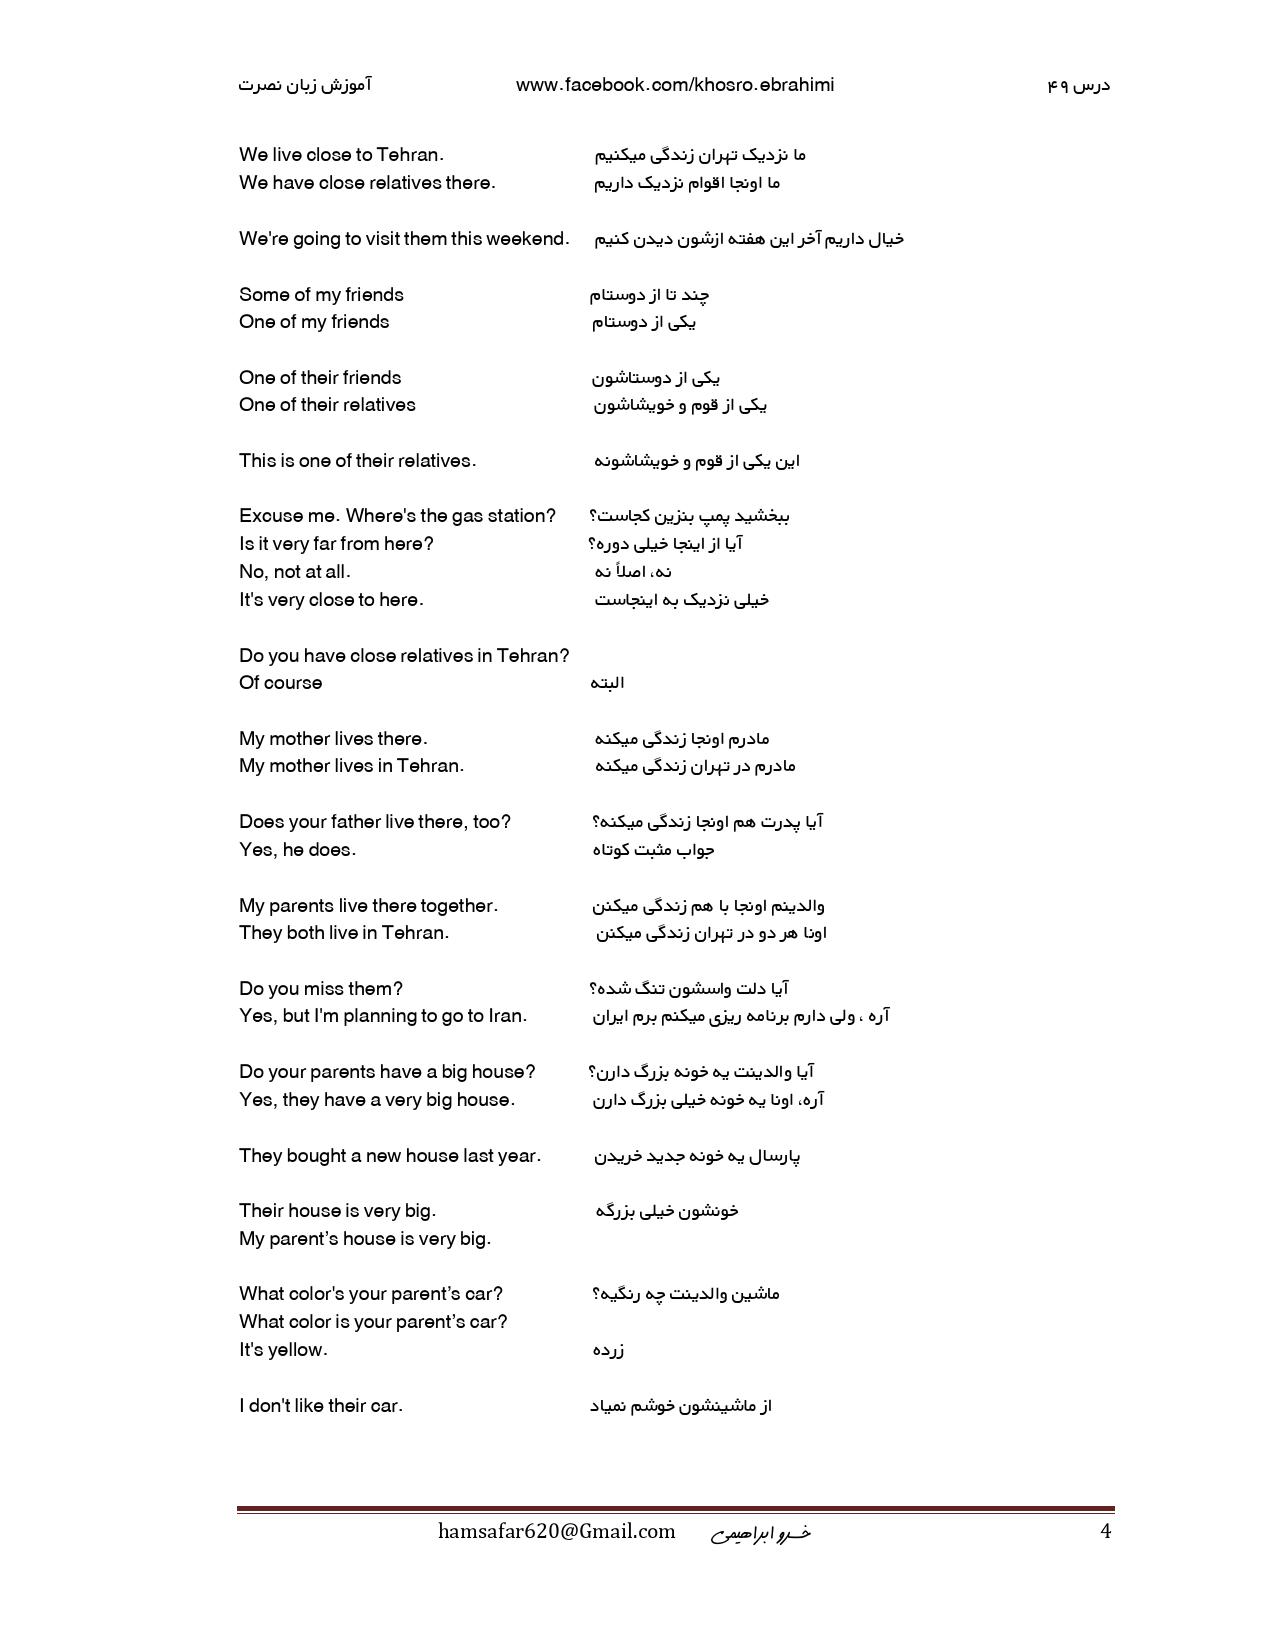 آموزش زبان نصرت www.facebook.com/khosro.ebrahimi درس ۴۹
We live close to Tehran. ما نزدیک تهران زندگی میکنیم
We have close relatives there. ما اونجا اقوام نزدیک داریم
We're going to visit them this weekend. خیال داریم آخر این هفته ازشون دیدن کنیم
Some of my friends چند تا از دوستام
One of my friends یکی از دوستام
One of their friends یکی از دوستاشون
One of their relatives یکی از قوم و خویشاشون
This is one of their relatives. این یکی از قوم و خویشاشونه
Excuse me. Where's the gas station? ببخشید پمپ بنزین کجاست؟
Is it very far from here? آیا از اینجا خیلی دوره؟
No, not at all. نه، اصلاً نه
It's very close to here. خیلی نزدیک به اینجاست
Do you have close relatives in Tehran?
Of course البته
My mother lives there. مادرم اونجا زندگی میکنه
My mother lives in Tehran. مادرم در تهران زندگی میکنه
Does your father live there, too? آیا پدرت هم اونجا زندگی میکنه؟
Yes, he does. جواب مثبت کوتاه
My parents live there together. والدینم اونجا با هم زندگی میکنن
They both live in Tehran. اونا هر دو در تهران زندگی میکنن
Do you miss them? آیا دلت واسشون تنگ شده؟
Yes, but I'm planning to go to Iran. آره ، ولی دارم برنامه ریزی میکنم برم ایران
Do your parents have a big house? آیا والدینت یه خونه بزرگ دارن؟
Yes, they have a very big house. آره، اونا یه خونه خیلی بزرگ دارن
They bought a new house last year. پارسال یه خونه جدید خریدن
Their house is very big. خونشون خیلی بزرگه
My parent’s house is very big.
What color's your parent’s car? ماشین والدینت چه رنگیه؟
What color is your parent’s car?
It's yellow. زرده
I don't like their car. از ماشینشون خوشم نمیاد
hamsafar620@Gmail.com خسرو ابراهیمی 4